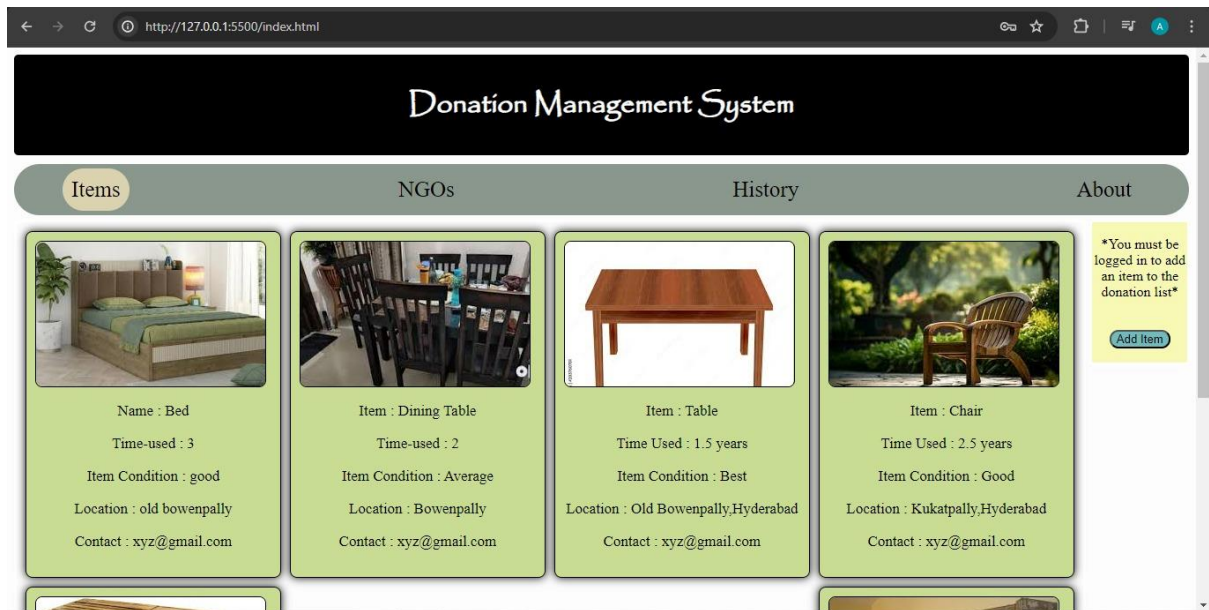 http://127.0.0.1:5500/index.html
A
Donation Management System
Items NGOs History About
Name : Bed
Time-used : 3
Item Condition : good
Location : old bowenpally
Contact : xyz@gmail.com
Item : Dining Table
Time-used : 2
Item Condition : Average
Location : Bowenpally
Contact : xyz@gmail.com
Item : Table
Time Used : 1.5 years
Item Condition : Best
Location : Old Bowenpally,Hyderabad
Contact : xyz@gmail.com
Item : Chair
Time Used : 2.5 years
Item Condition : Good
Location : Kukatpally,Hyderabad
Contact : xyz@gmail.com
*You must be
logged in to add
an item to the
donation list*
Add Item